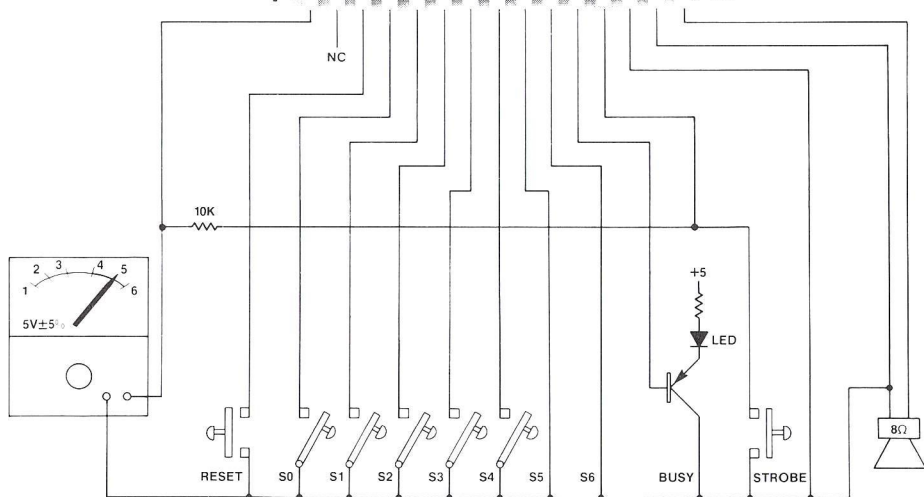 NC
10K
+5
LED
1 2 3 4 5 6
5V±5%
8Ω
RESET S0 S1 S2 S3 S4 S5 S6 BUSY STROBE